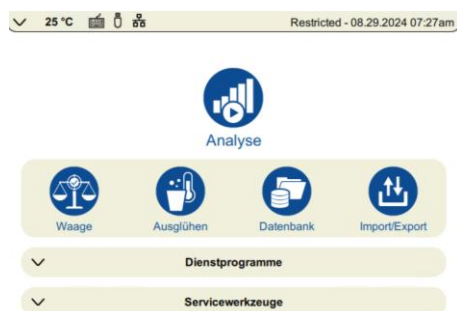 25 °C Restricted - 08.29.2024 07:27am
Analyse
Waage Ausglühen Datenbank Import/Export
Dienstprogramme
Servicewerkzeuge